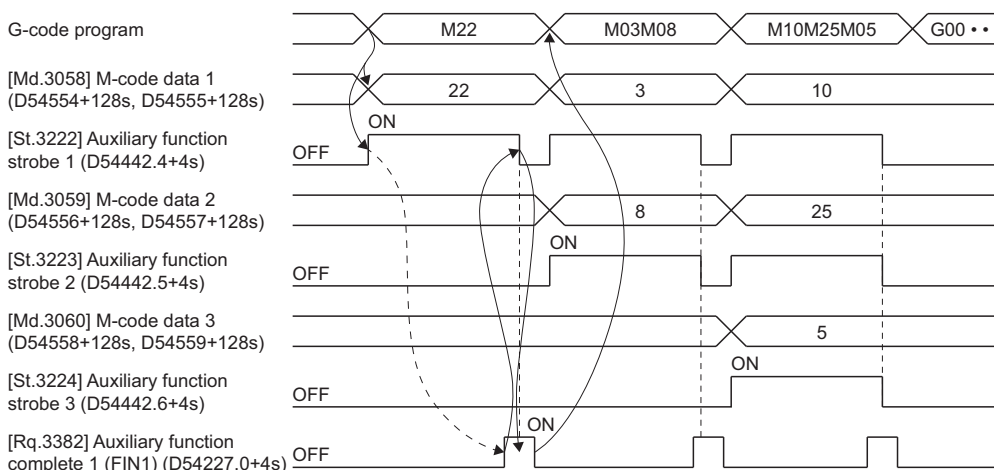 G-code program
M22
M03M08
M10M25M05
G00 • •
[Md.3058] M-code data 1
(D54554+128s, D54555+128s)
22
3
10
[St.3222] Auxiliary function
strobe 1 (D54442.4+4s)
OFF
ON
[Md.3059] M-code data 2
(D54556+128s, D54557+128s)
8
25
[St.3223] Auxiliary function
strobe 2 (D54442.5+4s)
OFF
ON
[Md.3060] M-code data 3
(D54558+128s, D54559+128s)
5
[St.3224] Auxiliary function
strobe 3 (D54442.6+4s)
OFF
ON
[Rq.3382] Auxiliary function
complete 1 (FIN1) (D54227.0+4s)
OFF
ON